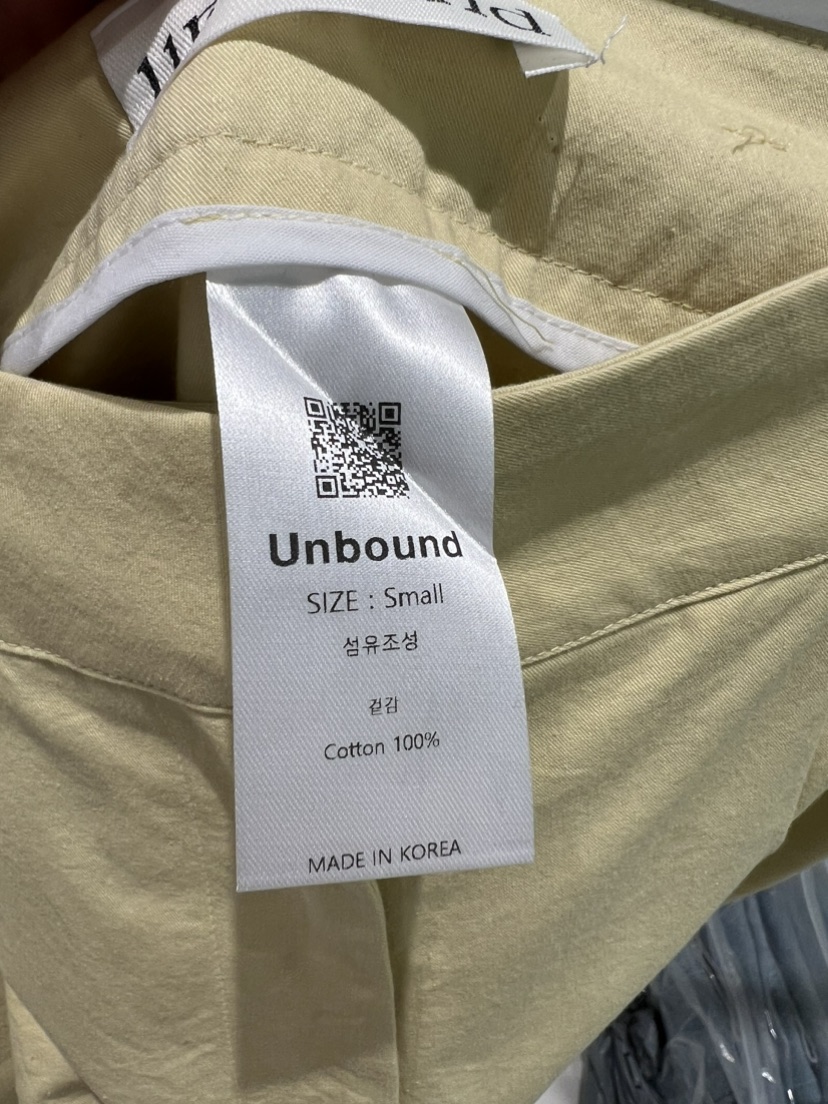 Unbound
SIZE : Small
섬유조성
겉감
Cotton 100%
MADE IN KOREA